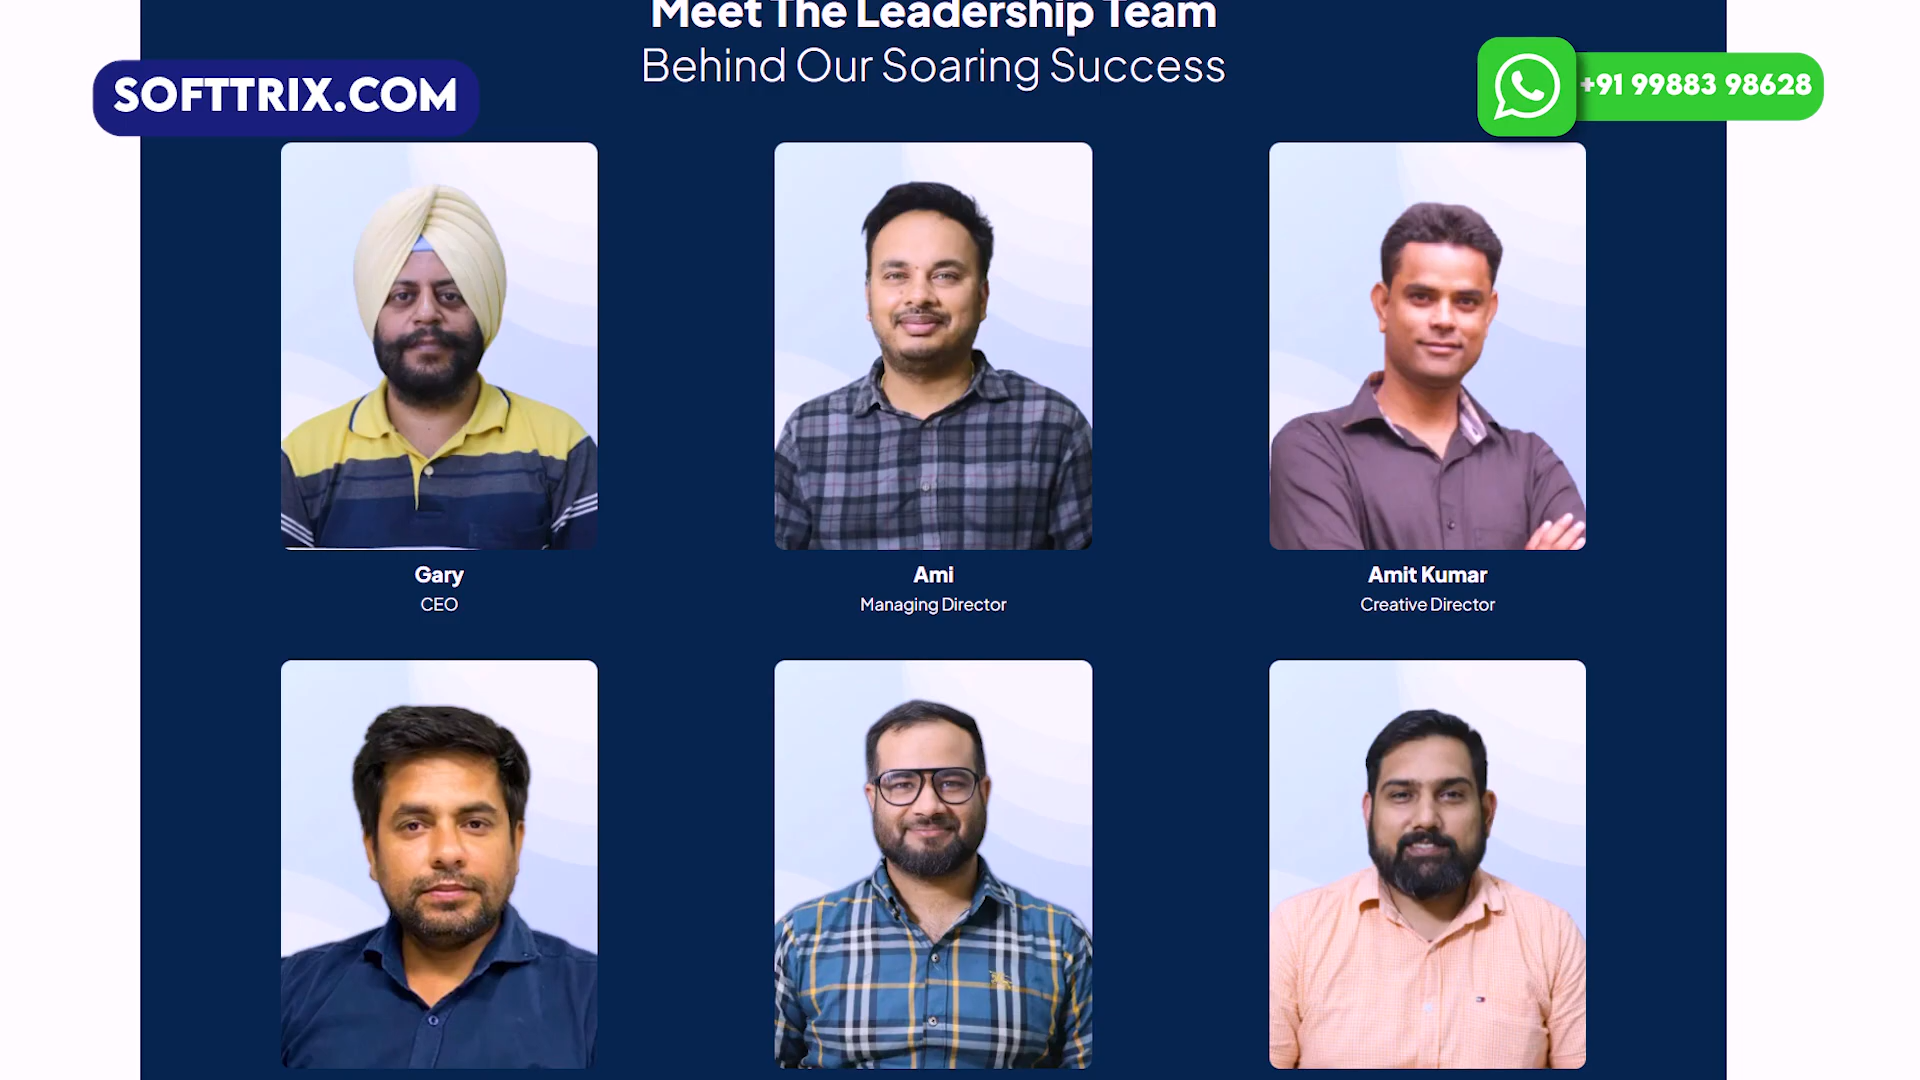 Meet The Leadership Team
Behind Our Soaring Success
SOFTTRIX.COM
+91 99883 98628
Gary
CEO
Ami
Managing Director
Amit Kumar
Creative Director